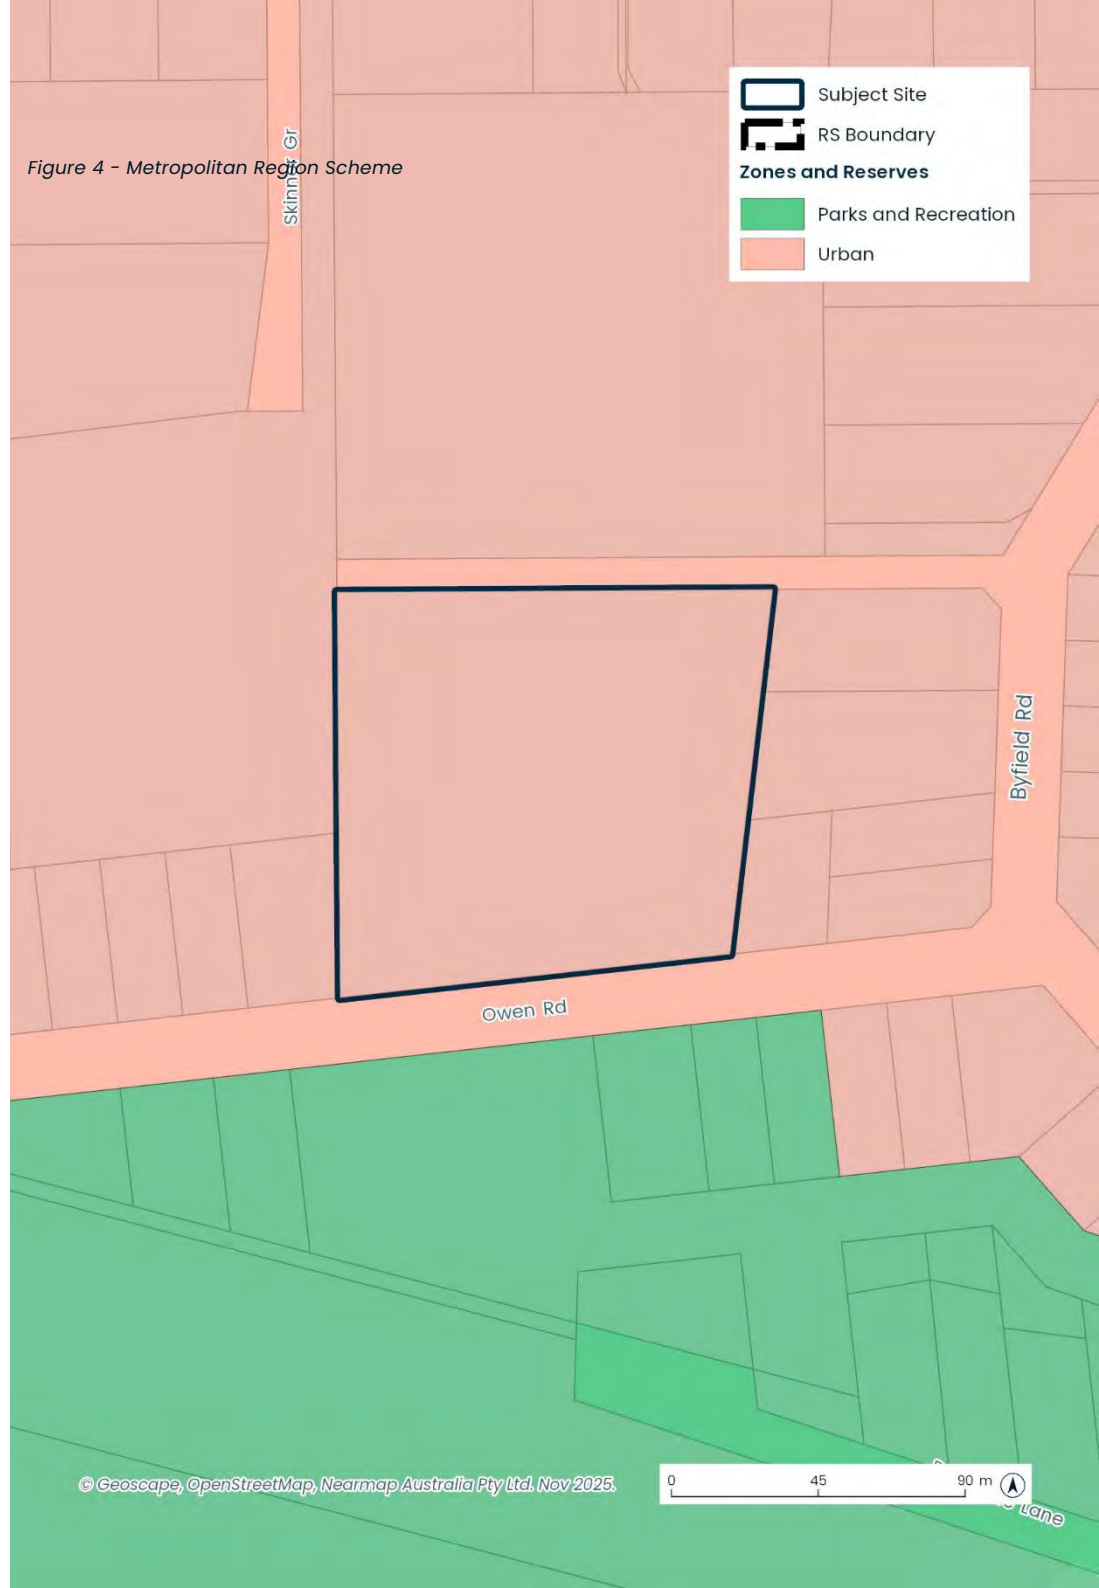 Subject Site
RS Boundary
Zones and Reserves
Parks and Recreation
Urban
Figure 4 - Metropolitan Region Scheme
Skinner Gr
Byfield Rd
Owen Rd
© Geoscape, OpenStreetMap, Nearmap Australia Pty Ltd. Nov 2025.
0 45 90 m
Lane